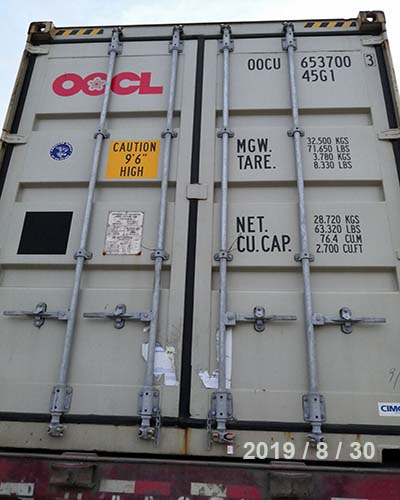 OOCL
OOCU 653700 3
45G1
CAUTION
9'6"
HIGH
MGW. 32.500 KGS
71.650 LBS
TARE. 3.780 KGS
8.330 LBS
NET. 28.720 KGS
63.320 LBS
CU.CAP. 76.4 CU.M
2.700 CU.FT
CIMC
2019 / 8 / 30